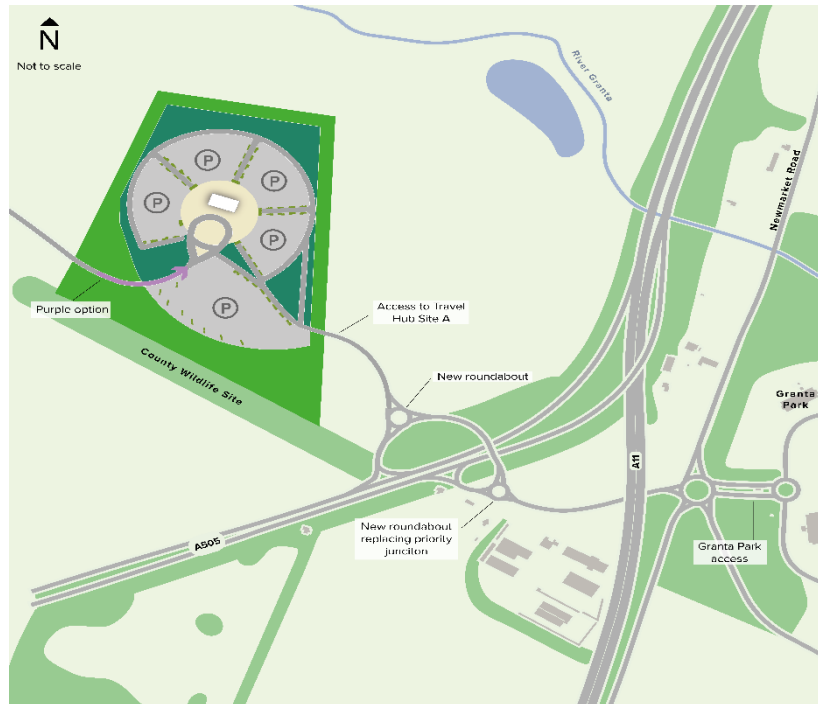 N
Not to scale
River Granta
Newmarket Road
P
P
P
P
P
Purple option
Access to Travel
Hub Site A
County Wildlife Site
New roundabout
Granta
Park
A11
A505
New roundabout
replacing priority
junction
Granta Park
access